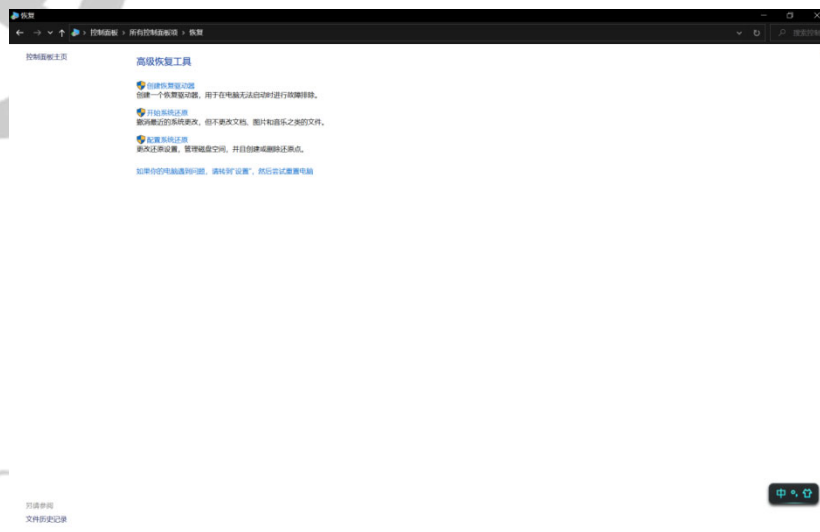 恢复
控制面板 › 所有控制面板项 › 恢复
搜索控制
控制面板主页
高级恢复工具
创建恢复驱动器
创建一个恢复驱动器，用于在电脑无法启动时进行故障排除。
开始系统还原
撤消最近的系统更改，但不更改文档、图片和音乐之类的文件。
配置系统还原
更改还原设置，管理磁盘空间，并且创建或删除还原点。
如果你的电脑遇到问题，请转到"设置"，然后尝试重置电脑
中 °,
另请参阅
文件历史记录